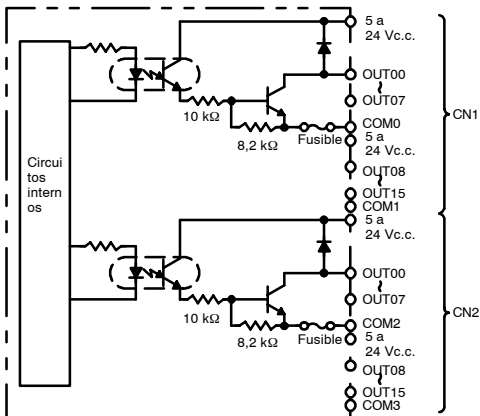 5 a
24 Vc.c.
OUT00
OUT07
10 kΩ
COM0
5 a
24 Vc.c.
8,2 kΩ
Fusible
CN1
Circui
tos
intern
os
OUT08
OUT15
COM1
5 a
24 Vc.c.
OUT00
OUT07
10 kΩ
COM2
5 a
24 Vc.c.
8,2 kΩ
Fusible
CN2
OUT08
OUT15
COM3